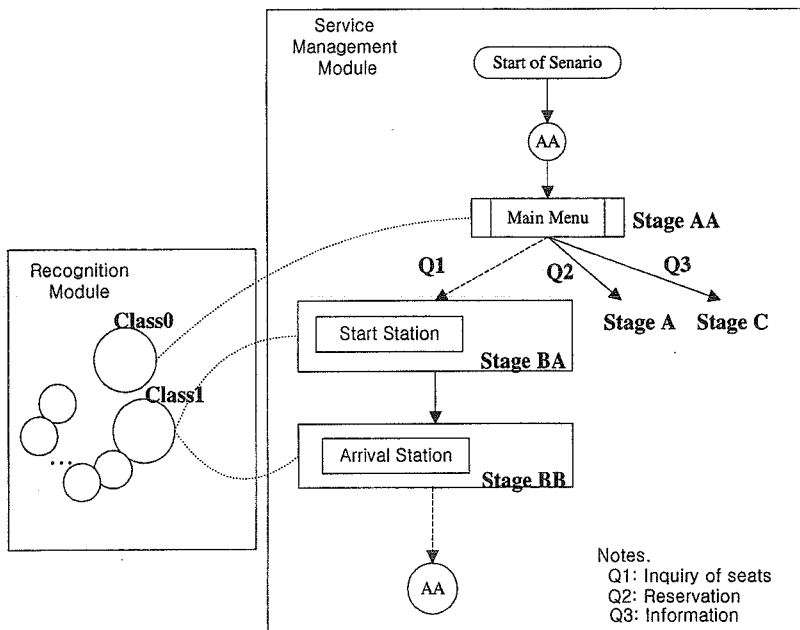 Service
Management
Module
Start of Senario
AA
Main Menu
Stage AA
Q1
Q2
Q3
Stage A
Stage C
Recognition
Module
Class0
Class1
...
Start Station
Stage BA
Arrival Station
Stage BB
AA
Notes.
Q1: Inquiry of seats
Q2: Reservation
Q3: Information